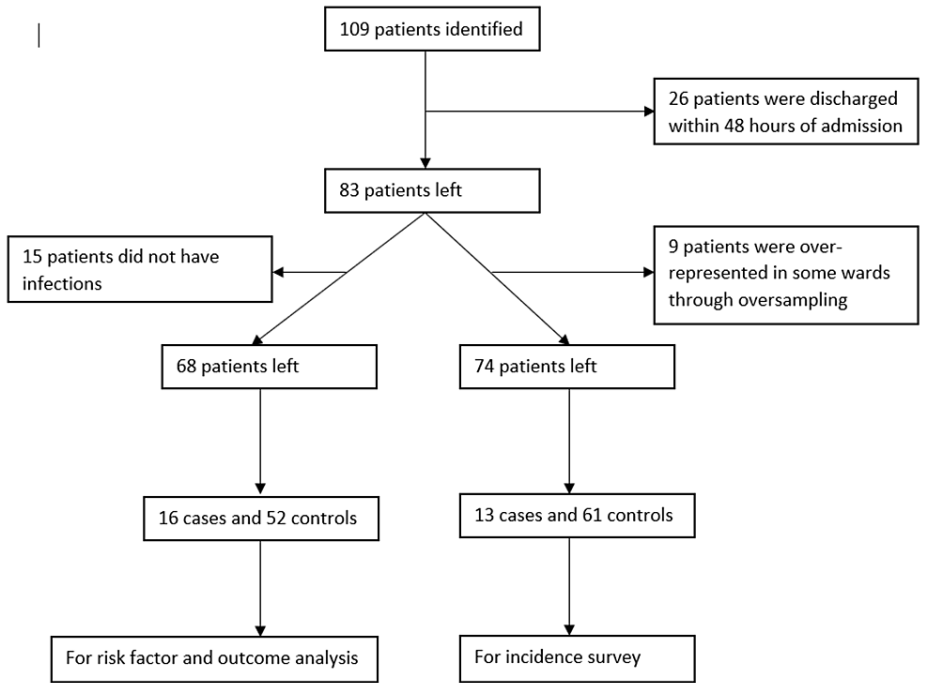 109 patients identified
26 patients were discharged
within 48 hours of admission
83 patients left
15 patients did not have
infections
9 patients were over-
represented in some wards
through oversampling
68 patients left
74 patients left
16 cases and 52 controls
13 cases and 61 controls
For risk factor and outcome analysis
For incidence survey